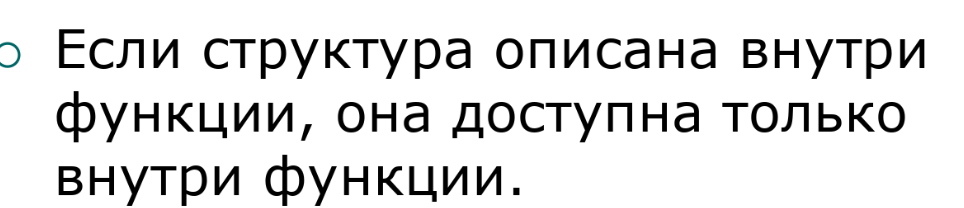 Если структура описана внутри
функции, она доступна только
внутри функции.